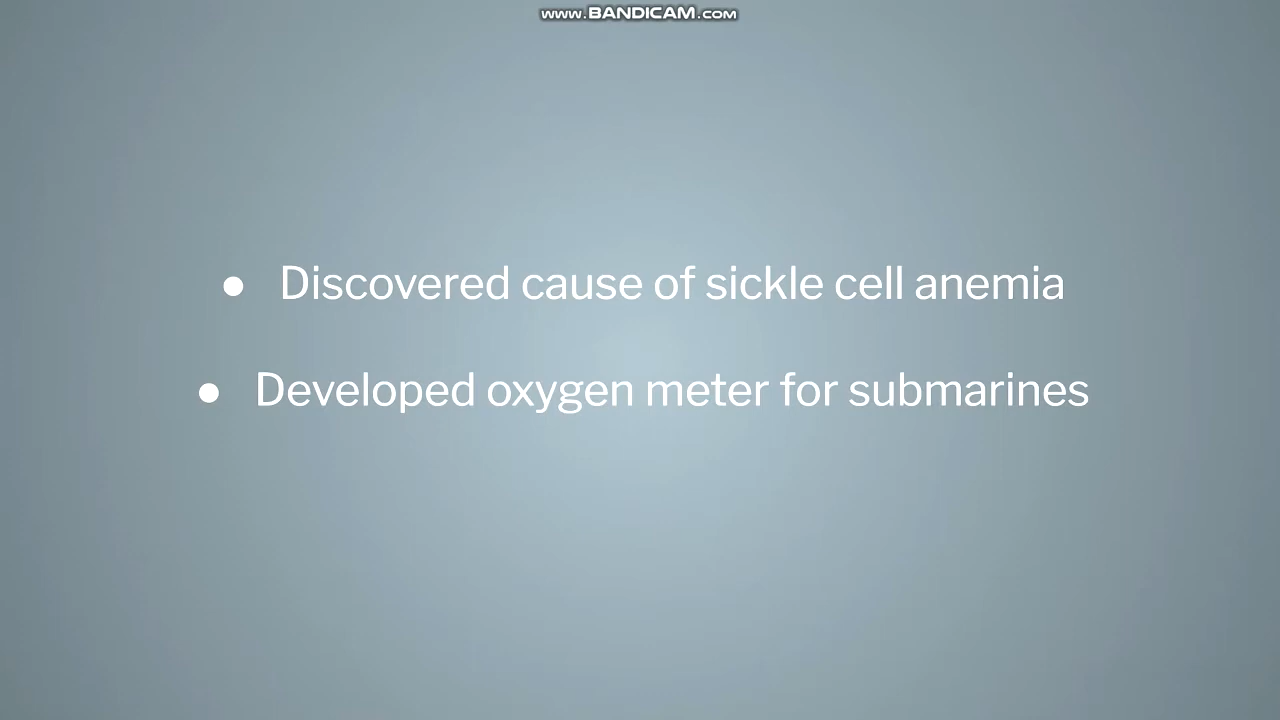 www.BANDICAM.com
● Discovered cause of sickle cell anemia
● Developed oxygen meter for submarines